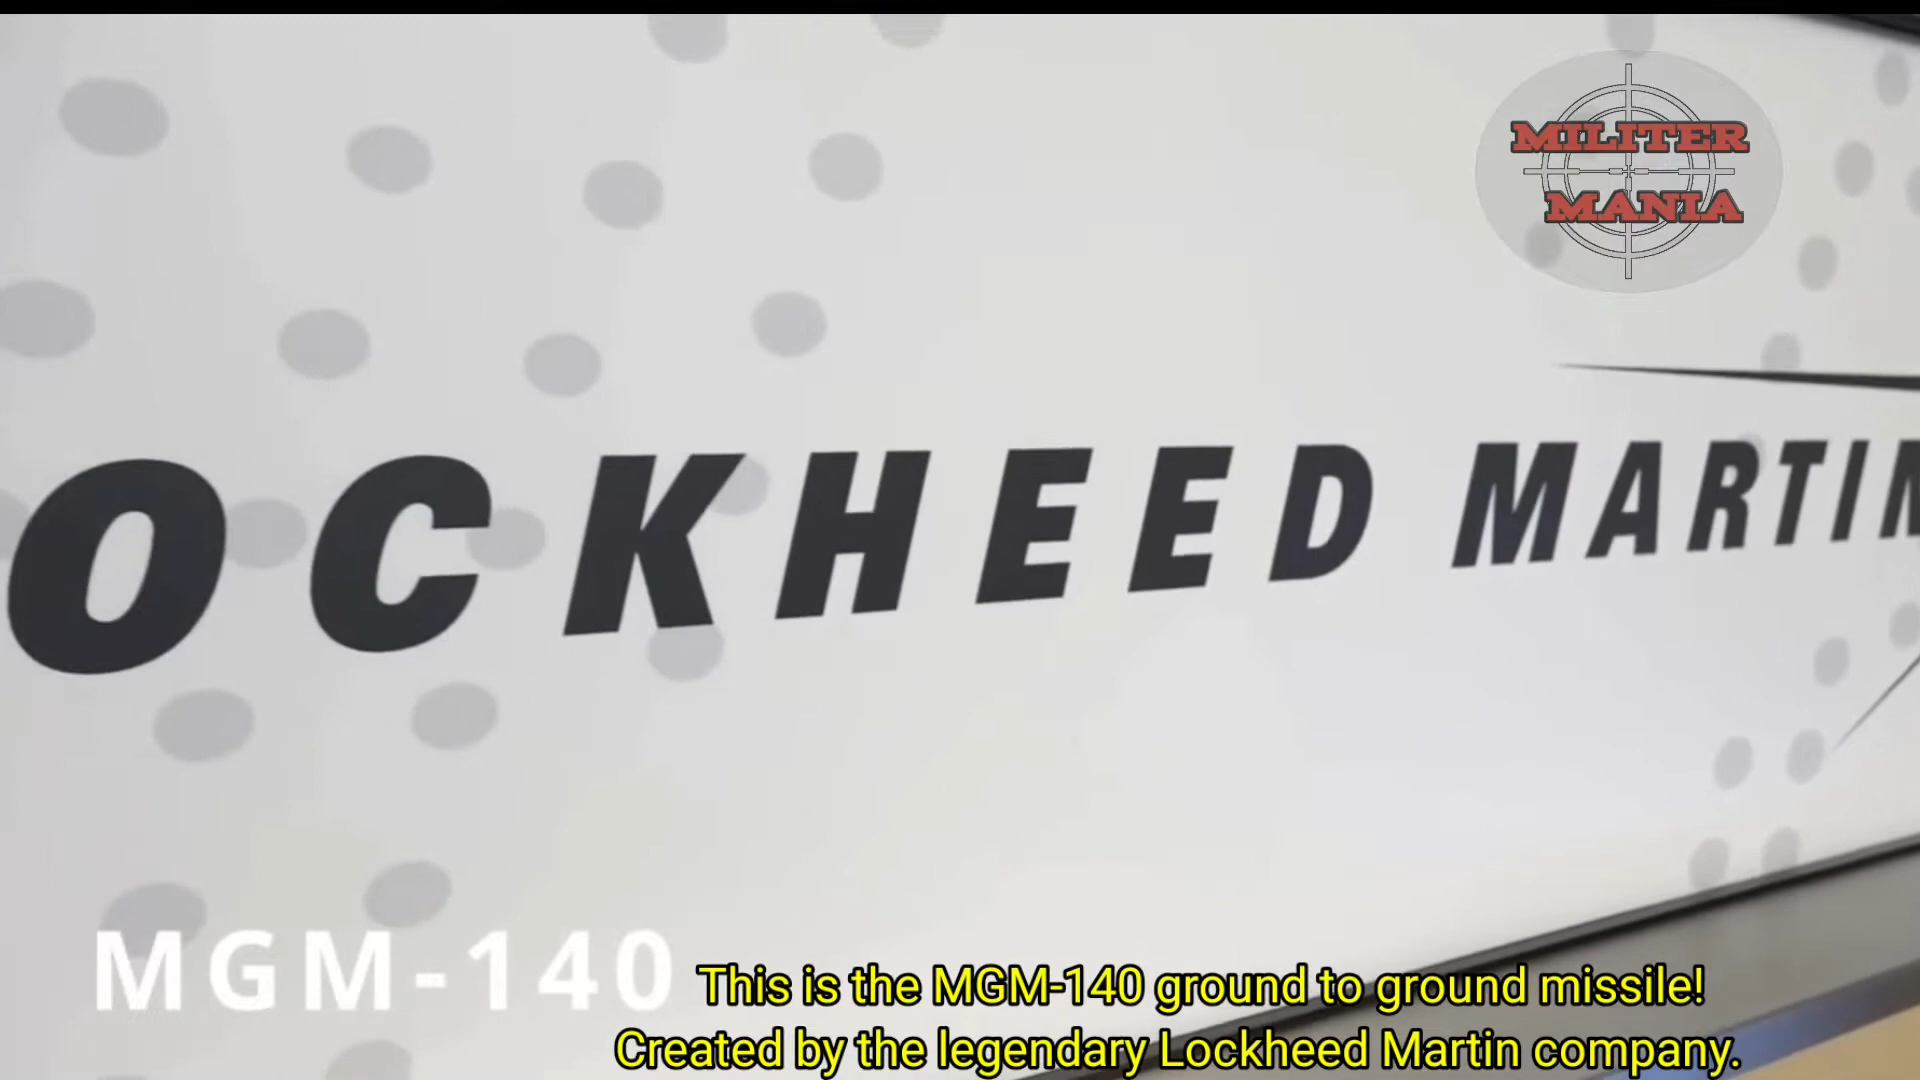 MILITER
MANIA
OCKHEED MARTIN
MGM-140
This is the MGM-140 ground to ground missile!
Created by the legendary Lockheed Martin company.